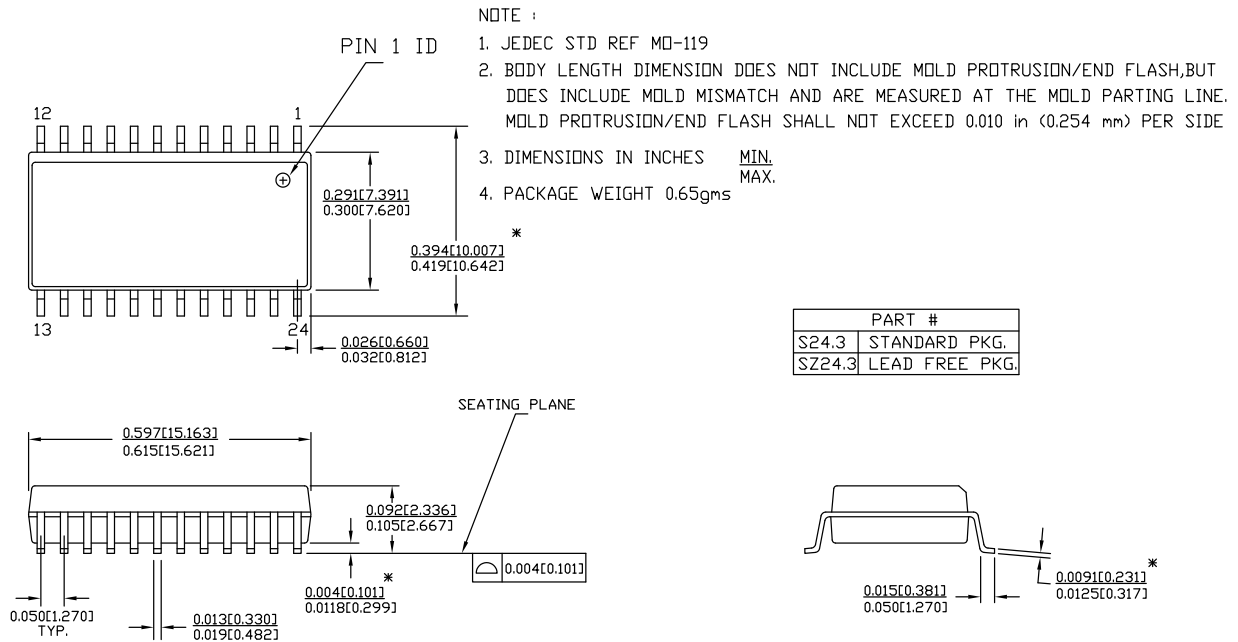 NOTE :
1. JEDEC STD REF MO-119
2. BODY LENGTH DIMENSION DOES NOT INCLUDE MOLD PROTRUSION/END FLASH,BUT
DOES INCLUDE MOLD MISMATCH AND ARE MEASURED AT THE MOLD PARTING LINE.
MOLD PROTRUSION/END FLASH SHALL NOT EXCEED 0.010 in (0.254 mm) PER SIDE
3. DIMENSIONS IN INCHES MIN.
MAX.
4. PACKAGE WEIGHT 0.65gms
PIN 1 ID
12 1
0.291[7.391]
0.300[7.620]
*
0.394[10.007]
0.419[10.642]
13 24
0.026[0.660]
0.032[0.812]
PART #
S24.3 STANDARD PKG.
SZ24.3 LEAD FREE PKG.
SEATING PLANE
0.597[15.163]
0.615[15.621]
0.092[2.336]
0.105[2.667]
0.004[0.101]
*
0.004[0.101]
0.0118[0.299]
0.050[1.270]
TYP.
0.013[0.330]
0.019[0.482]
0.015[0.381]
0.050[1.270]
*
0.0091[0.231]
0.0125[0.317]